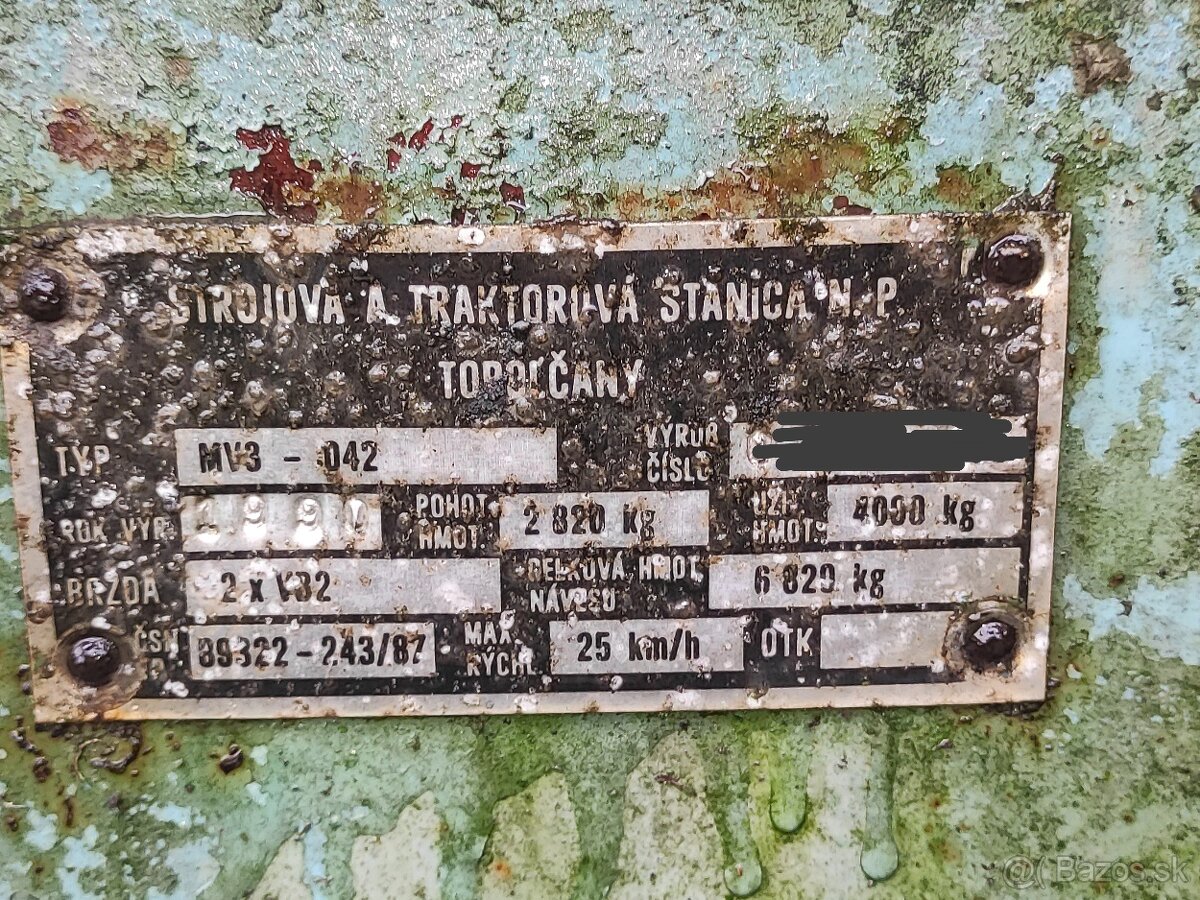 STROJOVÁ A TRAKTOROVÁ STANICA N. P.
TOPOĽČANY
TYP MV3 - 042 VÝROB. ČÍSLO
ROK VÝR. 1990 POHOT. HMOT. 2 820 kg UŽI. HMOT. 4000 kg
BRZDA 2 x V32 CELKOVÁ HMOT. NÁVESU 6 820 kg
ČSN 89322-243/87 MAX. RÝCHL. 25 km/h OTK
Bazos.sk